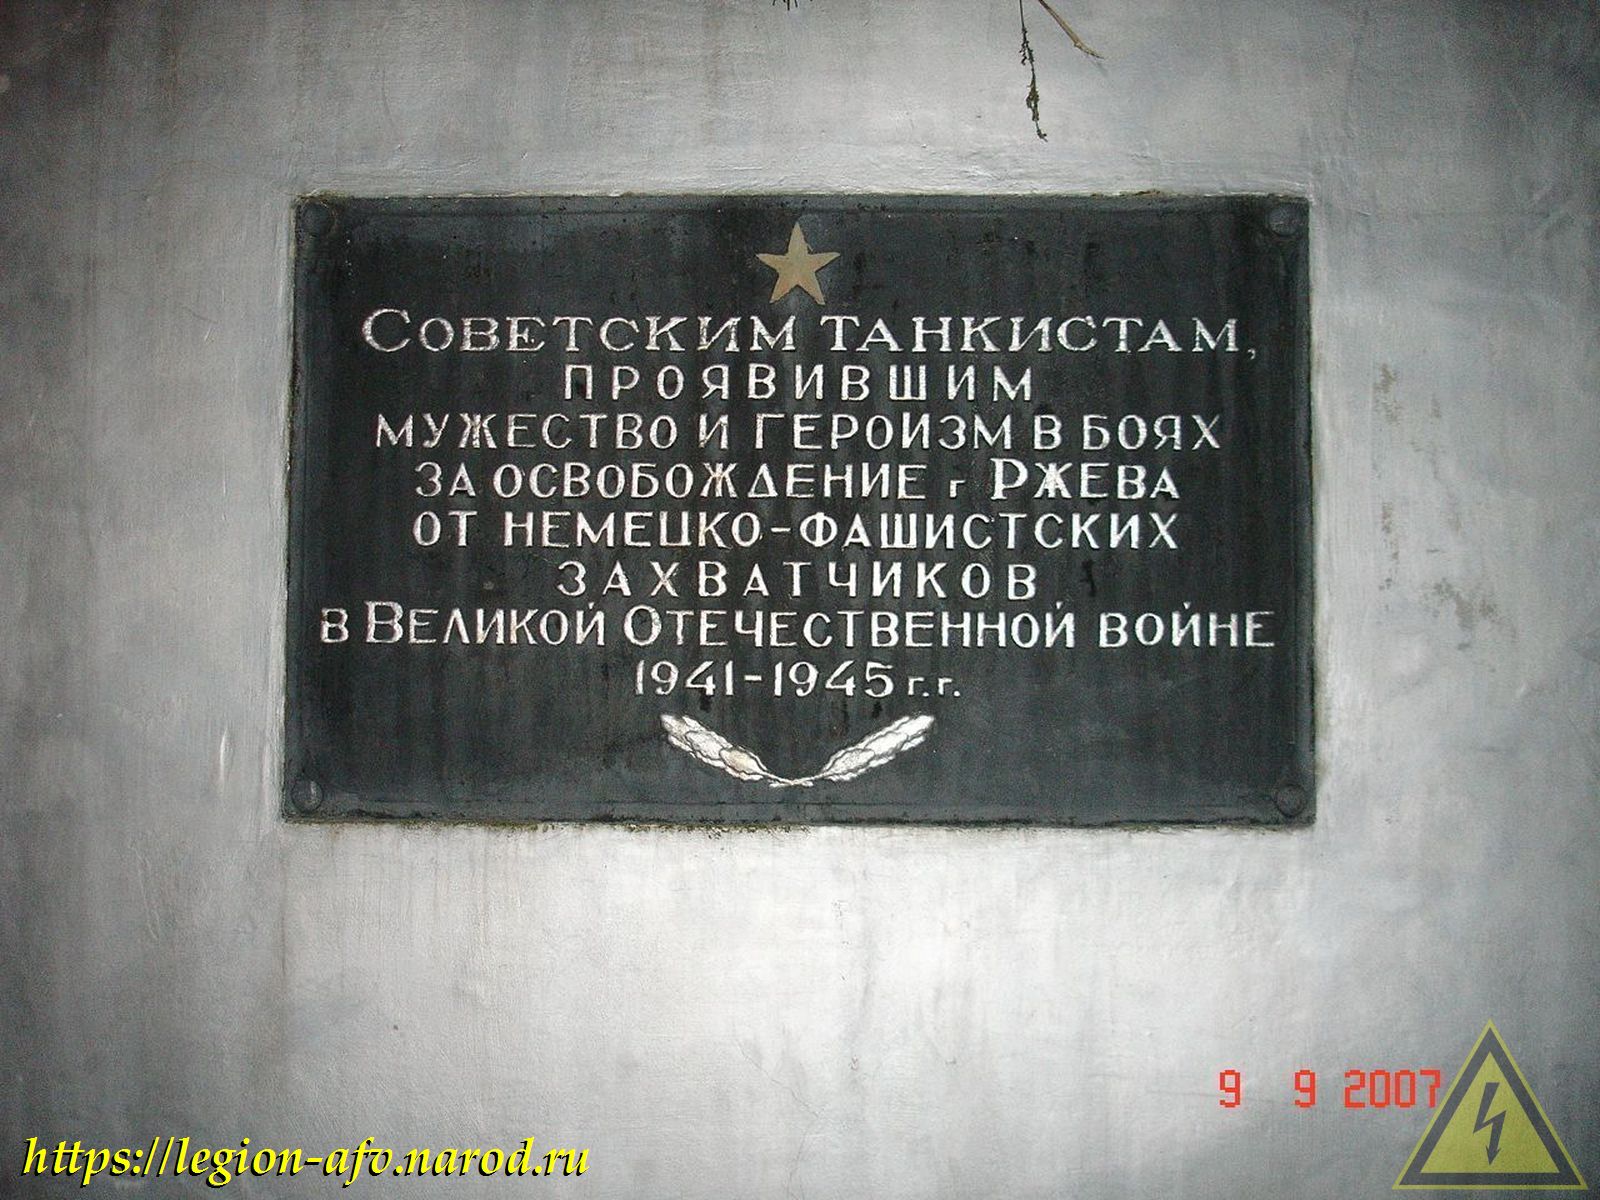 Советским танкистам,
проявившим
мужество и героизм в боях
за освобождение г Ржева
от немецко-фашистских
захватчиков
в Великой Отечественной войне
1941-1945 г.г.
9 9 2007
https://legion-afv.narod.ru